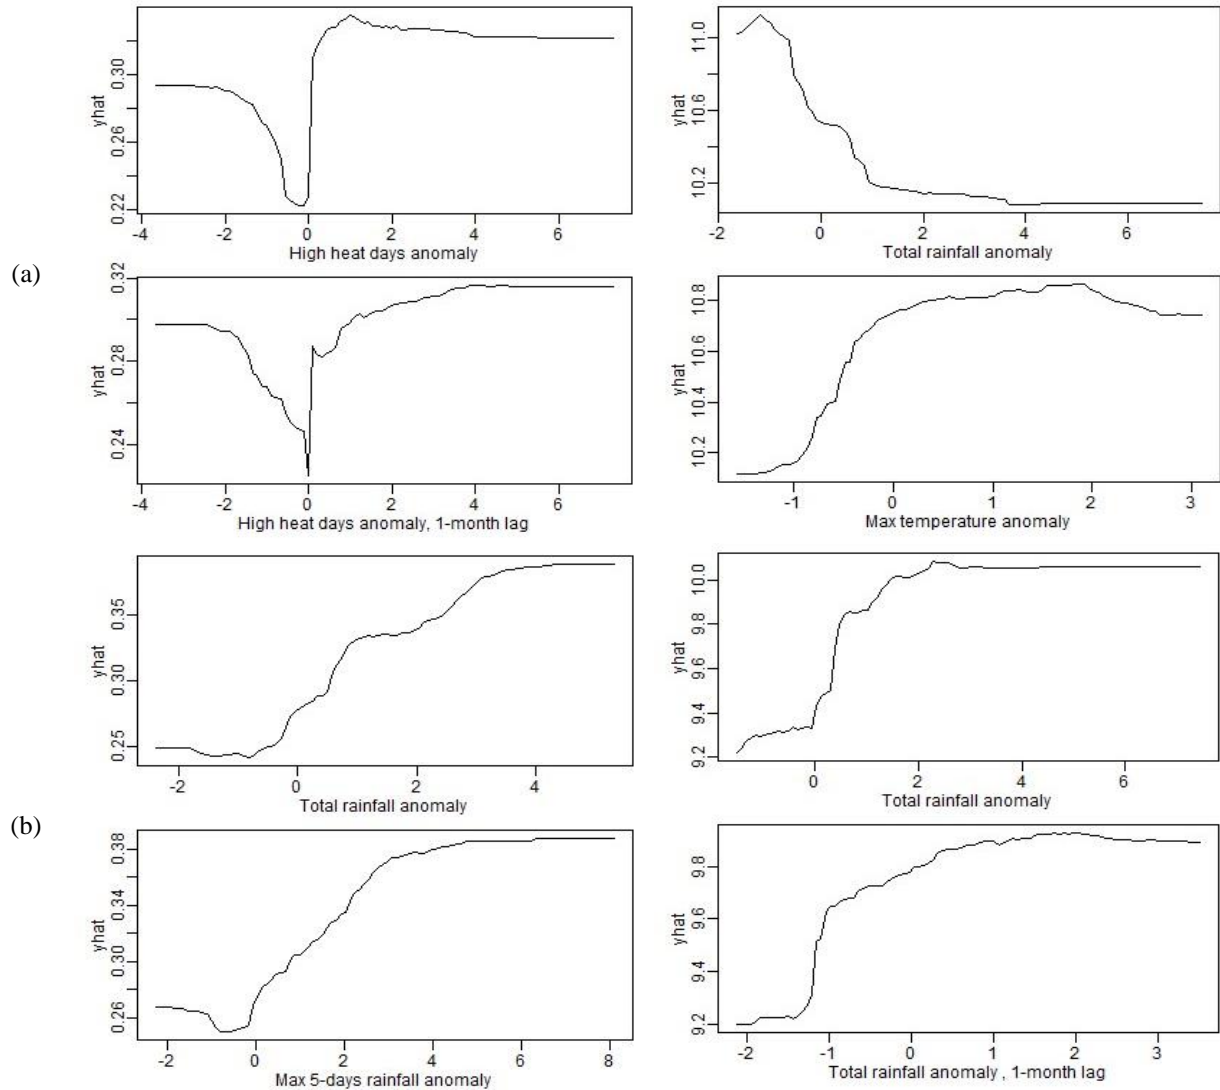 (a)
yhat
0.22 0.26 0.30
-4 -2 0 2 4 6
High heat days anomaly
yhat
10.2 10.6 11.0
-2 0 2 4 6
Total rainfall anomaly
yhat
0.24 0.28 0.32
-4 -2 0 2 4 6
High heat days anomaly, 1-month lag
yhat
10.2 10.4 10.6 10.8
-1 0 1 2 3
Max temperature anomaly
(b)
yhat
0.25 0.30 0.35
-2 0 2 4
Total rainfall anomaly
yhat
9.2 9.4 9.6 9.8 10.0
0 2 4 6
Total rainfall anomaly
yhat
0.26 0.30 0.34 0.38
-2 0 2 4 6 8
Max 5-days rainfall anomaly
yhat
9.2 9.4 9.6 9.8
-2 -1 0 1 2 3
Total rainfall anomaly , 1-month lag